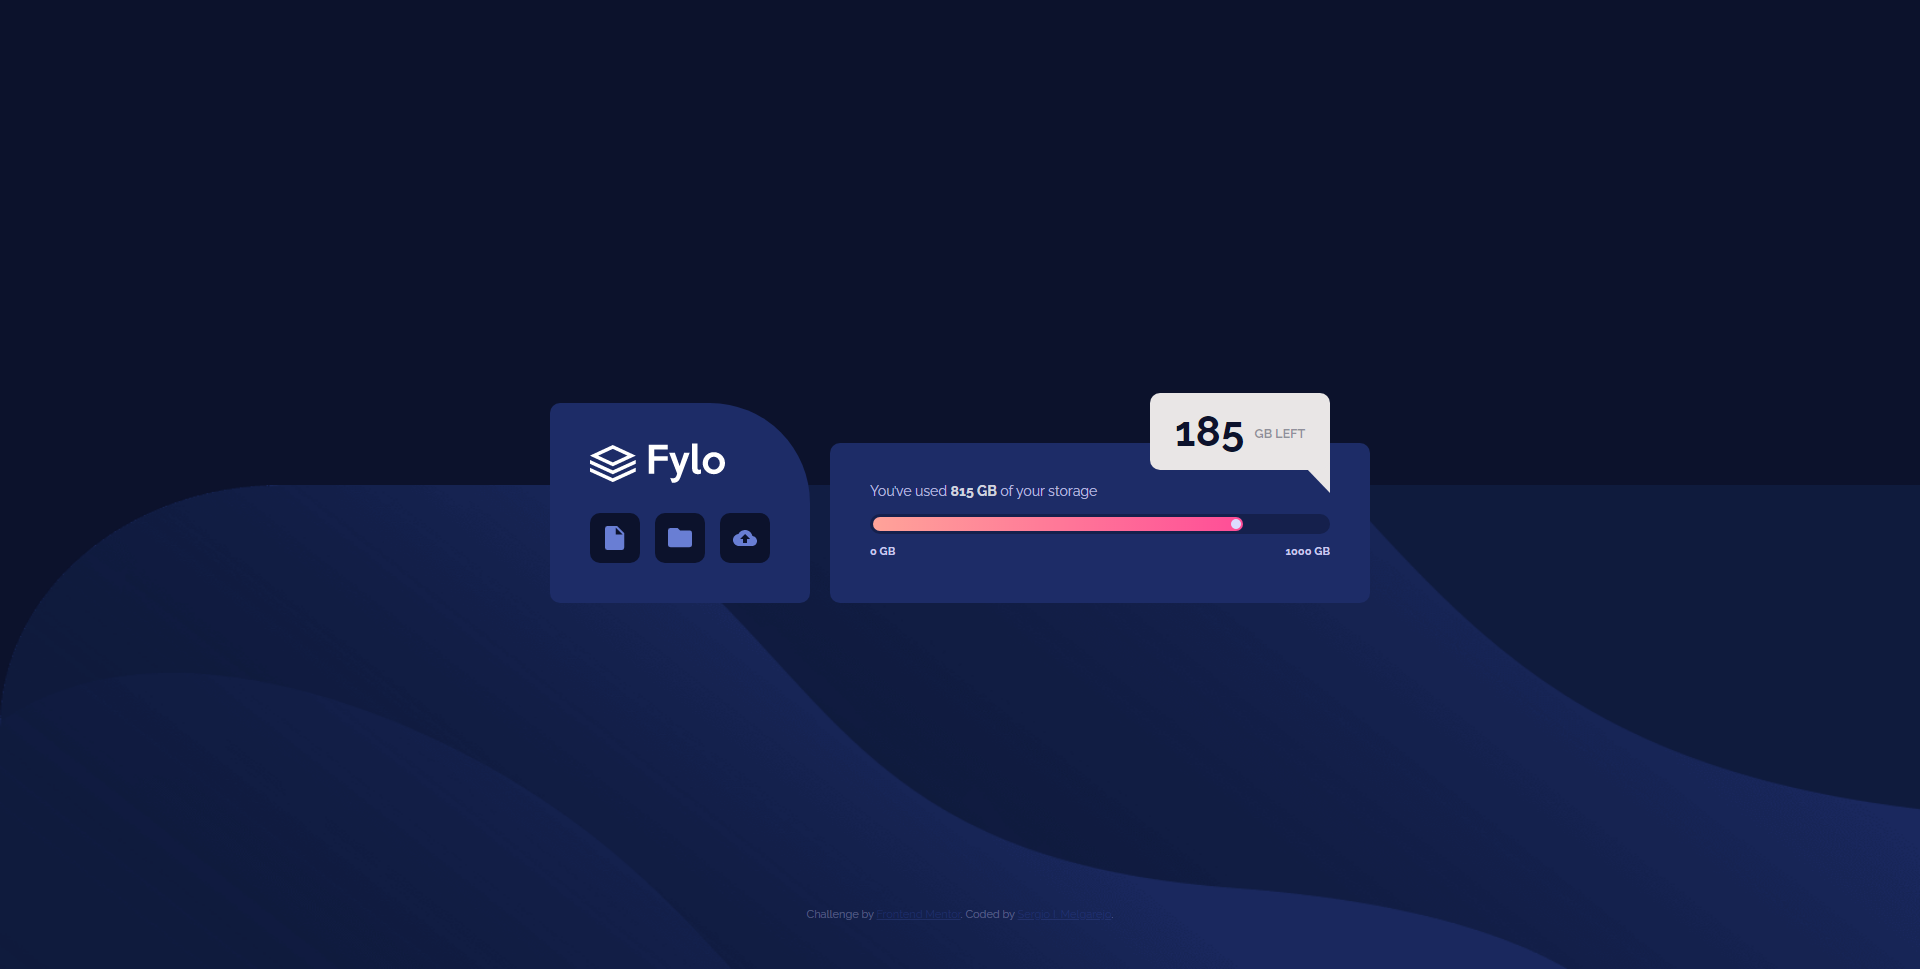 Fylo
185 GB LEFT
You've used 815 GB of your storage
0 GB
1000 GB
Challenge by Frontend Mentor. Coded by